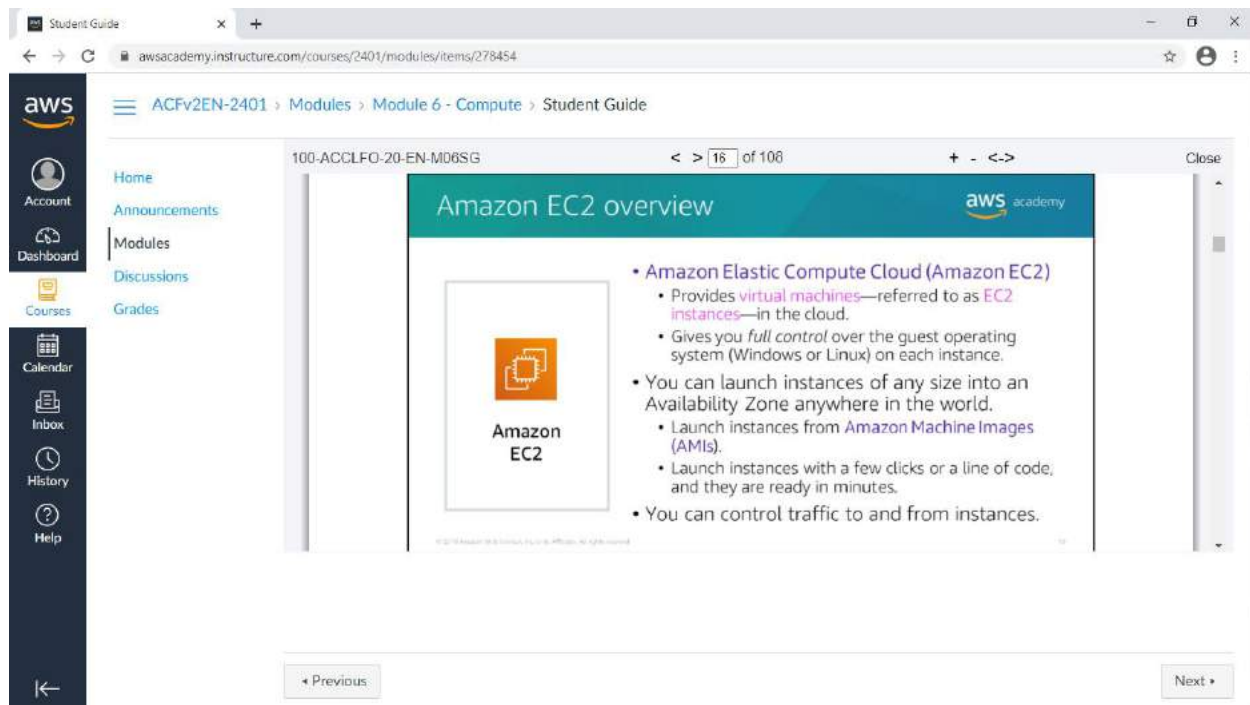 Student Guide
awsacademy.instructure.com/courses/2401/modules/items/278454
aws
ACFv2EN-2401 › Modules › Module 6 - Compute › Student Guide
Account
Dashboard
Courses
Calendar
Inbox
History
Help
Home
Announcements
Modules
Discussions
Grades
100-ACCLFO-20-EN-M06SG < > 16 of 108 + - <-> Close
Amazon EC2 overview
aws academy
Amazon
EC2
• Amazon Elastic Compute Cloud (Amazon EC2)
• Provides virtual machines—referred to as EC2
instances—in the cloud.
• Gives you full control over the guest operating
system (Windows or Linux) on each instance.
• You can launch instances of any size into an
Availability Zone anywhere in the world.
• Launch instances from Amazon Machine Images
(AMIs).
• Launch instances with a few clicks or a line of code,
and they are ready in minutes.
• You can control traffic to and from instances.
◂ Previous
Next ▸